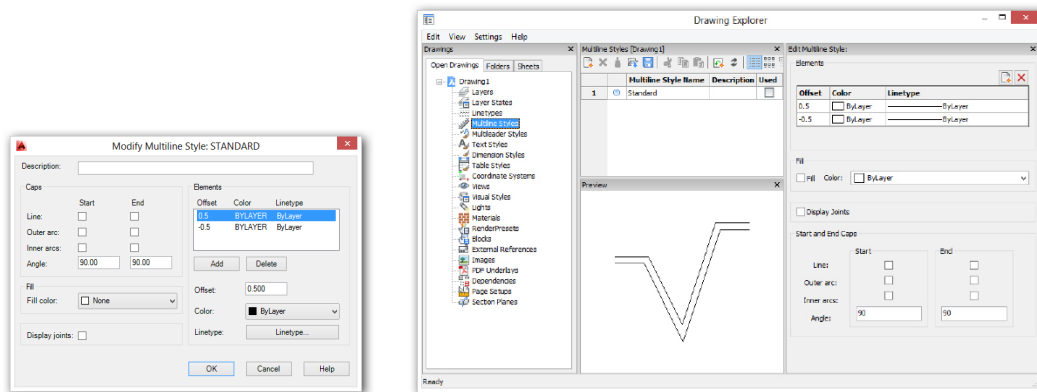 Modify Multiline Style: STANDARD
Description:
Caps
Start End
Line:
Outer arc:
Inner arcs:
Angle: 90.00 90.00
Fill
Fill color: None
Display joints:
Elements
Offset Color Linetype
0.5 BYLAYER ByLayer
-0.5 BYLAYER ByLayer
Add Delete
Offset: 0.500
Color: ByLayer
Linetype: Linetype...
OK Cancel Help
Drawing Explorer
Edit View Settings Help
Drawings
Open Drawings Folders Sheets
Drawing1
Layers
Layer States
Linetypes
Multiline Styles
Multileader Styles
Text Styles
Dimension Styles
Table Styles
Coordinate Systems
Views
Visual Styles
Lights
Materials
RenderPresets
Blocks
External References
Images
PDF Underlays
Dependencies
Page Setups
Section Planes
Multline Styles [Drawing1]
Multiline Style Name Description Used
1 Standard
Preview
Edit Multiline Style:
Elements
Offset Color Linetype
0.5 ByLayer ByLayer
-0.5 ByLayer ByLayer
Fill
Fill Color: ByLayer
Display Joints
Start and End Caps
Start End
Line:
Outer arc:
Inner arcs:
Angle: 90 90
Ready